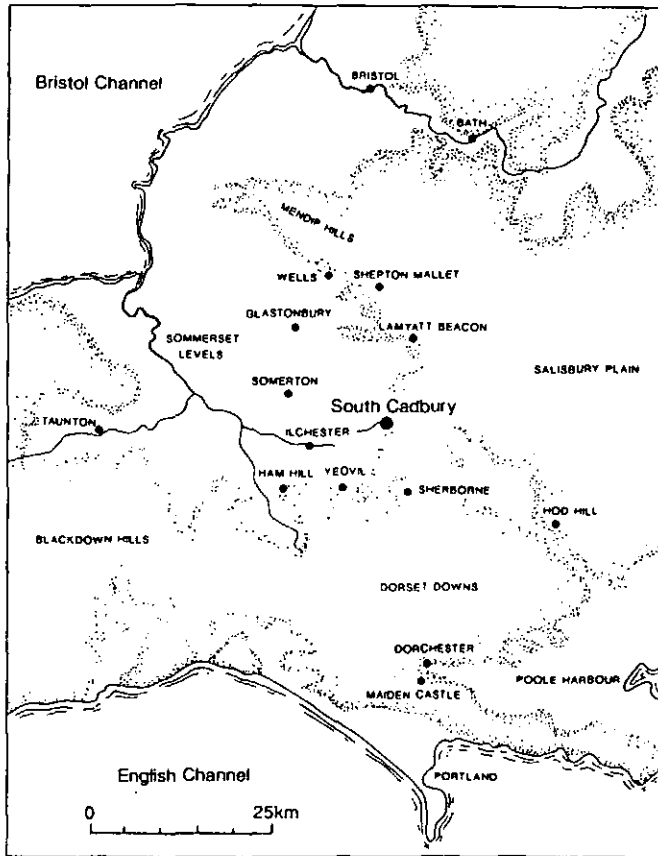 Bristol Channel
BRISTOL
BATH
MENDIP HILLS
WELLS
SHEPTON MALLET
GLASTONBURY
LAMYATT BEACON
SOMMERSET
LEVELS
SALISBURY PLAIN
SOMERTON
South Cadbury
TAUNTON
ILCHESTER
HAM HILL
YEOVIL
SHERBORNE
HOD HILL
BLACKDOWN HILLS
DORSET DOWNS
DORCHESTER
MAIDEN CASTLE
POOLE HARBOUR
English Channel
PORTLAND
0 25km